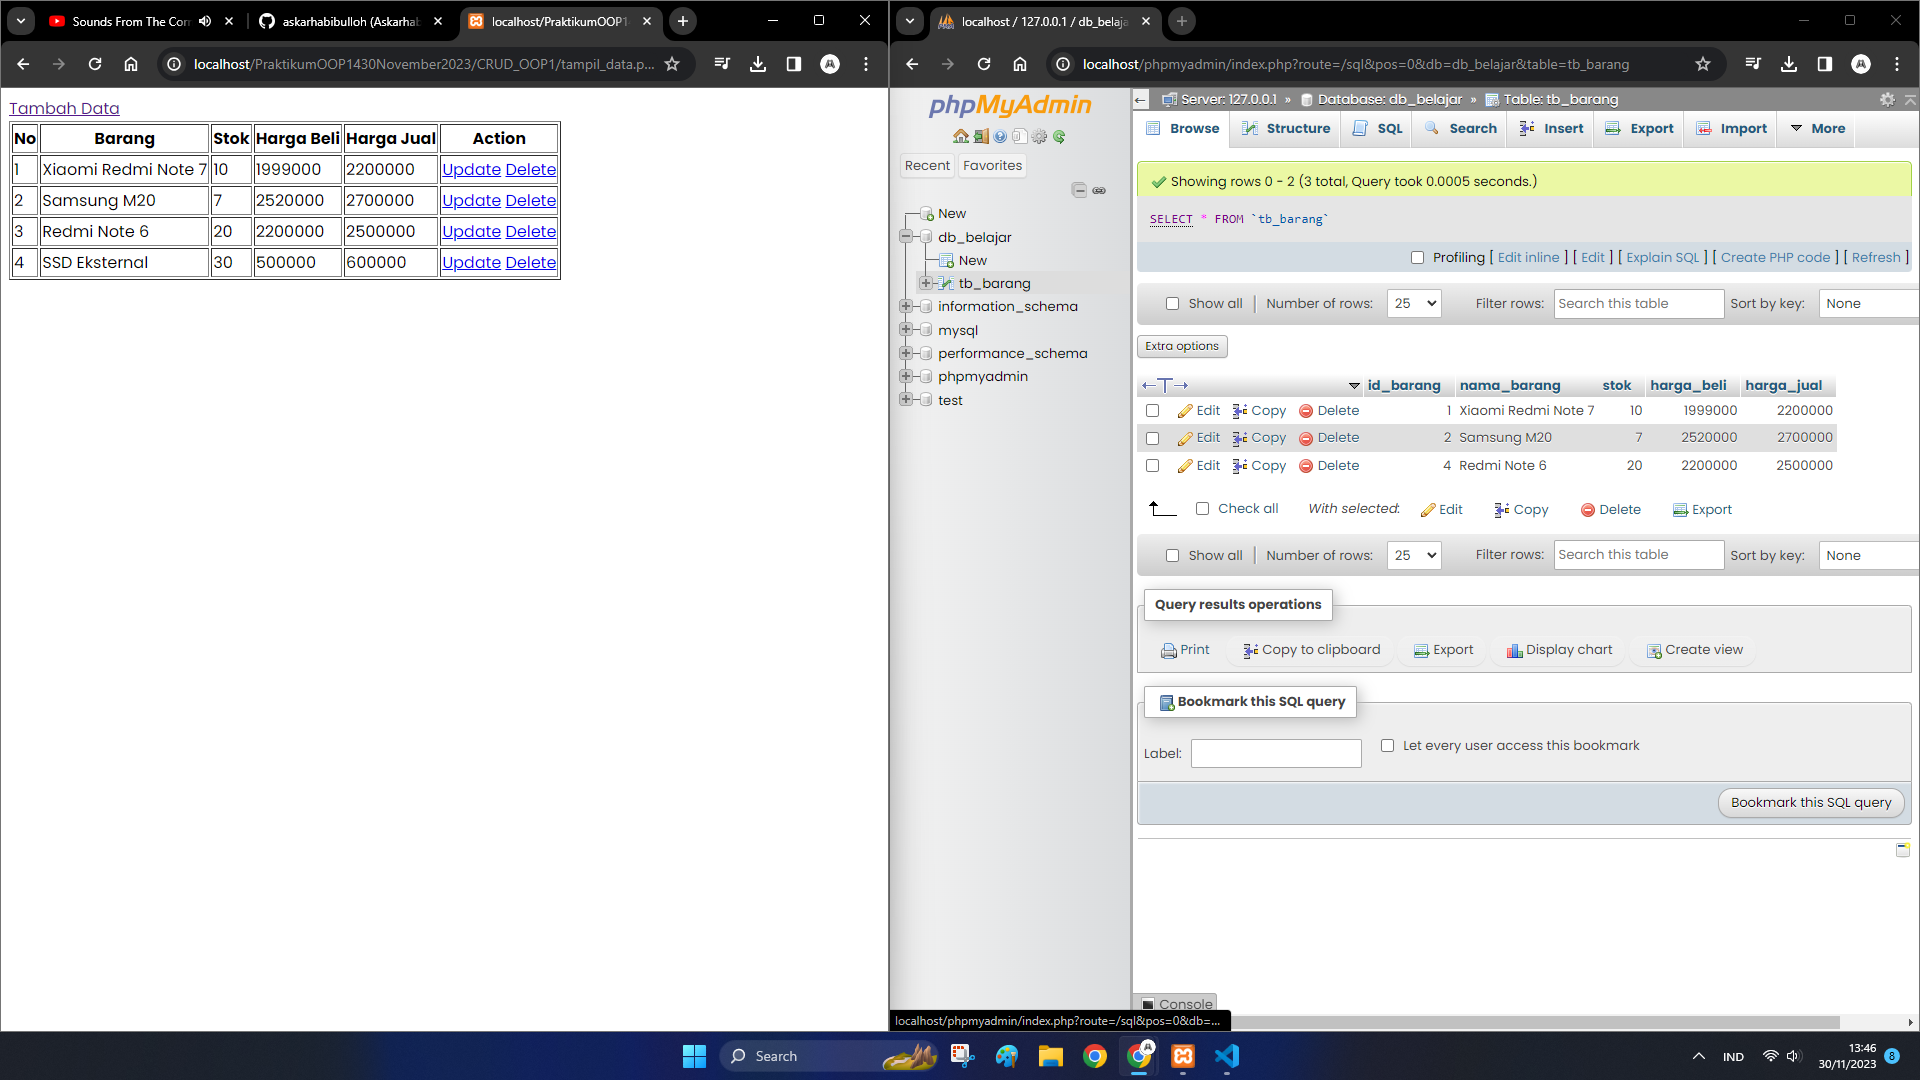 Sounds From The Corn
askarhabibulloh (Askarhab
localhost/PraktikumOOP1
localhost/PraktikumOOP1430November2023/CRUD_OOP1/tampil_data.p...
Tambah Data
No Barang Stok Harga Beli Harga Jual Action
1 Xiaomi Redmi Note 7 10 1999000 2200000 Update Delete
2 Samsung M20 7 2520000 2700000 Update Delete
3 Redmi Note 6 20 2200000 2500000 Update Delete
4 SSD Eksternal 30 500000 600000 Update Delete
localhost / 127.0.0.1 / db_belaja
localhost/phpmyadmin/index.php?route=/sql&pos=0&db=db_belajar&table=tb_barang
phpMyAdmin
Recent Favorites
New
db_belajar
New
tb_barang
information_schema
mysql
performance_schema
phpmyadmin
test
Server: 127.0.0.1 » Database: db_belajar » Table: tb_barang
Browse Structure SQL Search Insert Export Import More
Showing rows 0 - 2 (3 total, Query took 0.0005 seconds.)
SELECT * FROM `tb_barang`
Profiling [ Edit inline ] [ Edit ] [ Explain SQL ] [ Create PHP code ] [ Refresh ]
Show all Number of rows: 25 Filter rows: Search this table Sort by key: None
Extra options
id_barang nama_barang stok harga_beli harga_jual
Edit Copy Delete 1 Xiaomi Redmi Note 7 10 1999000 2200000
Edit Copy Delete 2 Samsung M20 7 2520000 2700000
Edit Copy Delete 4 Redmi Note 6 20 2200000 2500000
Check all With selected: Edit Copy Delete Export
Show all Number of rows: 25 Filter rows: Search this table Sort by key: None
Query results operations
Print Copy to clipboard Export Display chart Create view
Bookmark this SQL query
Label: Let every user access this bookmark
Bookmark this SQL query
Console
localhost/phpmyadmin/index.php?route=/sql&pos=0&db=...
Search
IND
13:46
30/11/2023
8